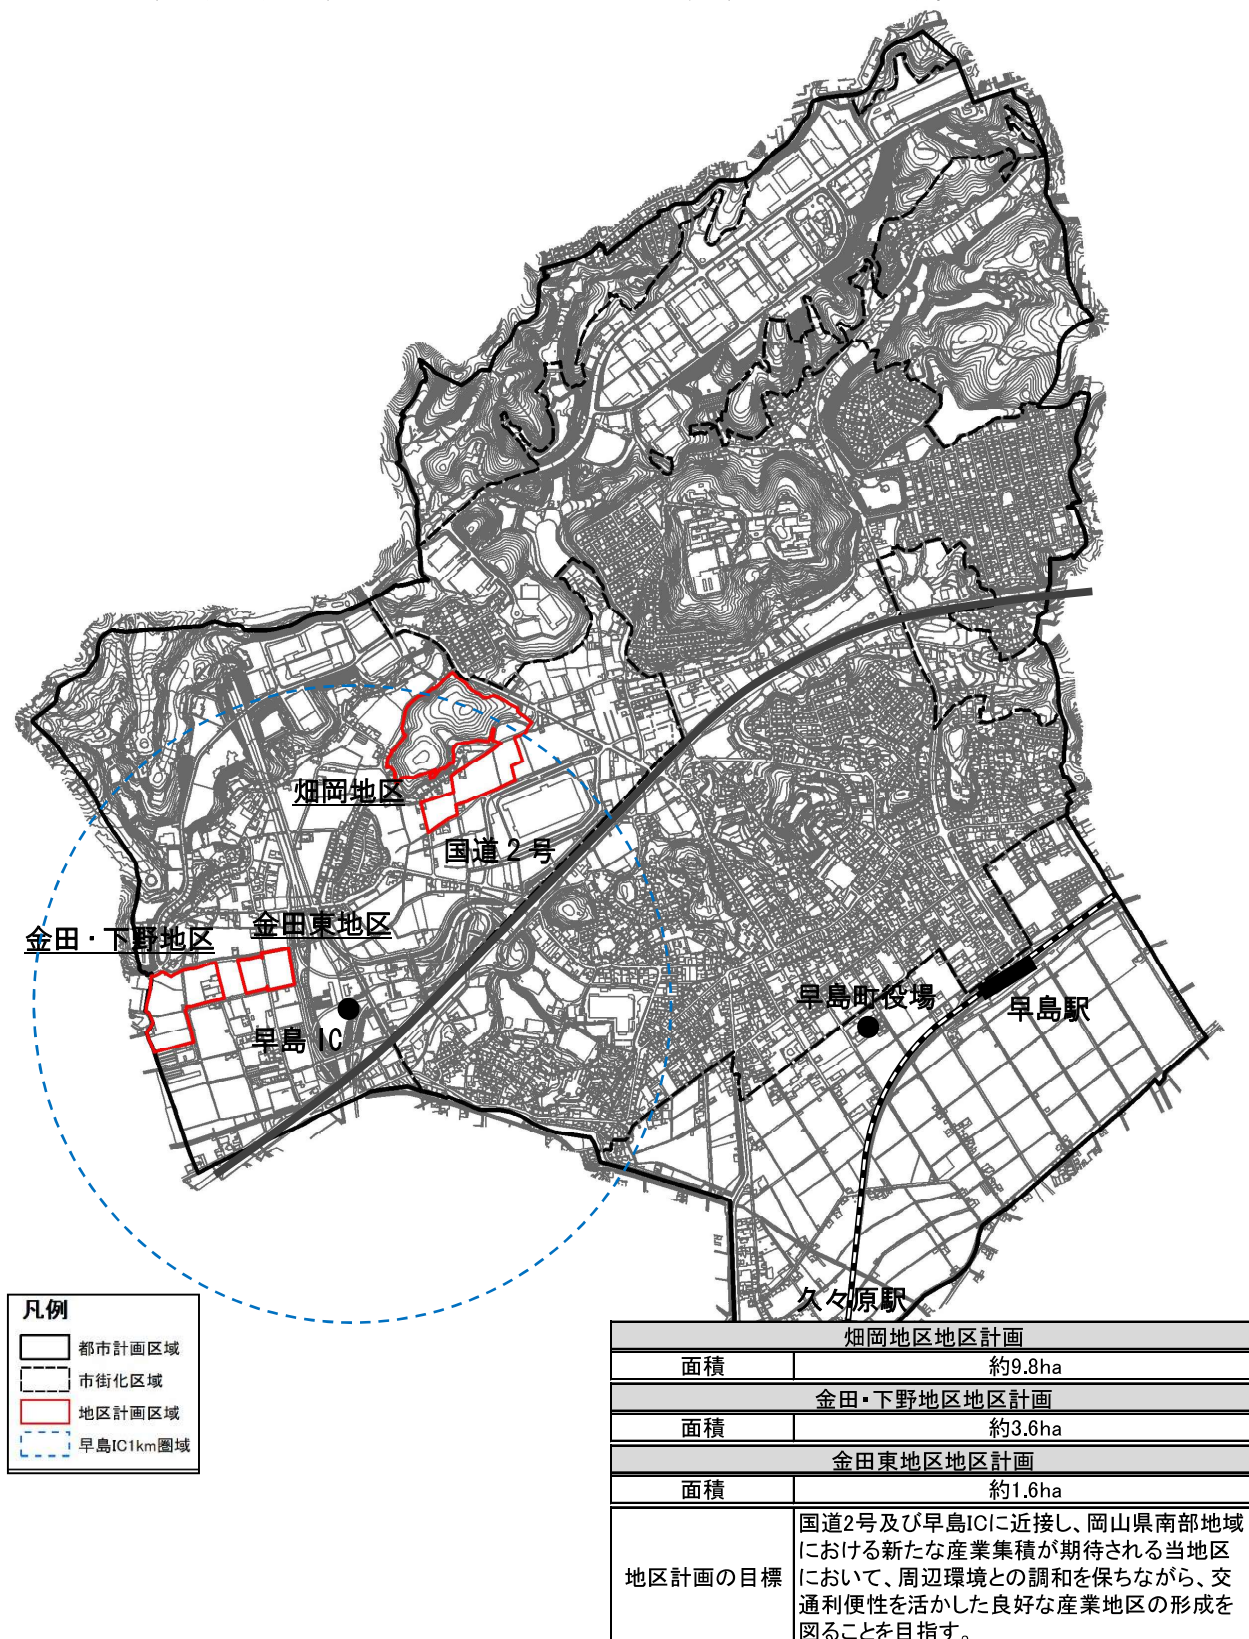 畑岡地区
国道2号
金田東地区
金田・下野地区
早島IC
早島町役場
早島駅
久々原駅
凡例
都市計画区域
市街化区域
地区計画区域
早島IC1km圏域
畑岡地区地区計画
面積 約9.8ha
金田・下野地区地区計画
面積 約3.6ha
金田東地区地区計画
面積 約1.6ha
地区計画の目標
国道2号及び早島ICに近接し、岡山県南部地域
における新たな産業集積が期待される当地区
において、周辺環境との調和を保ちながら、交
通利便性を活かした良好な産業地区の形成を
図ることを目指す。